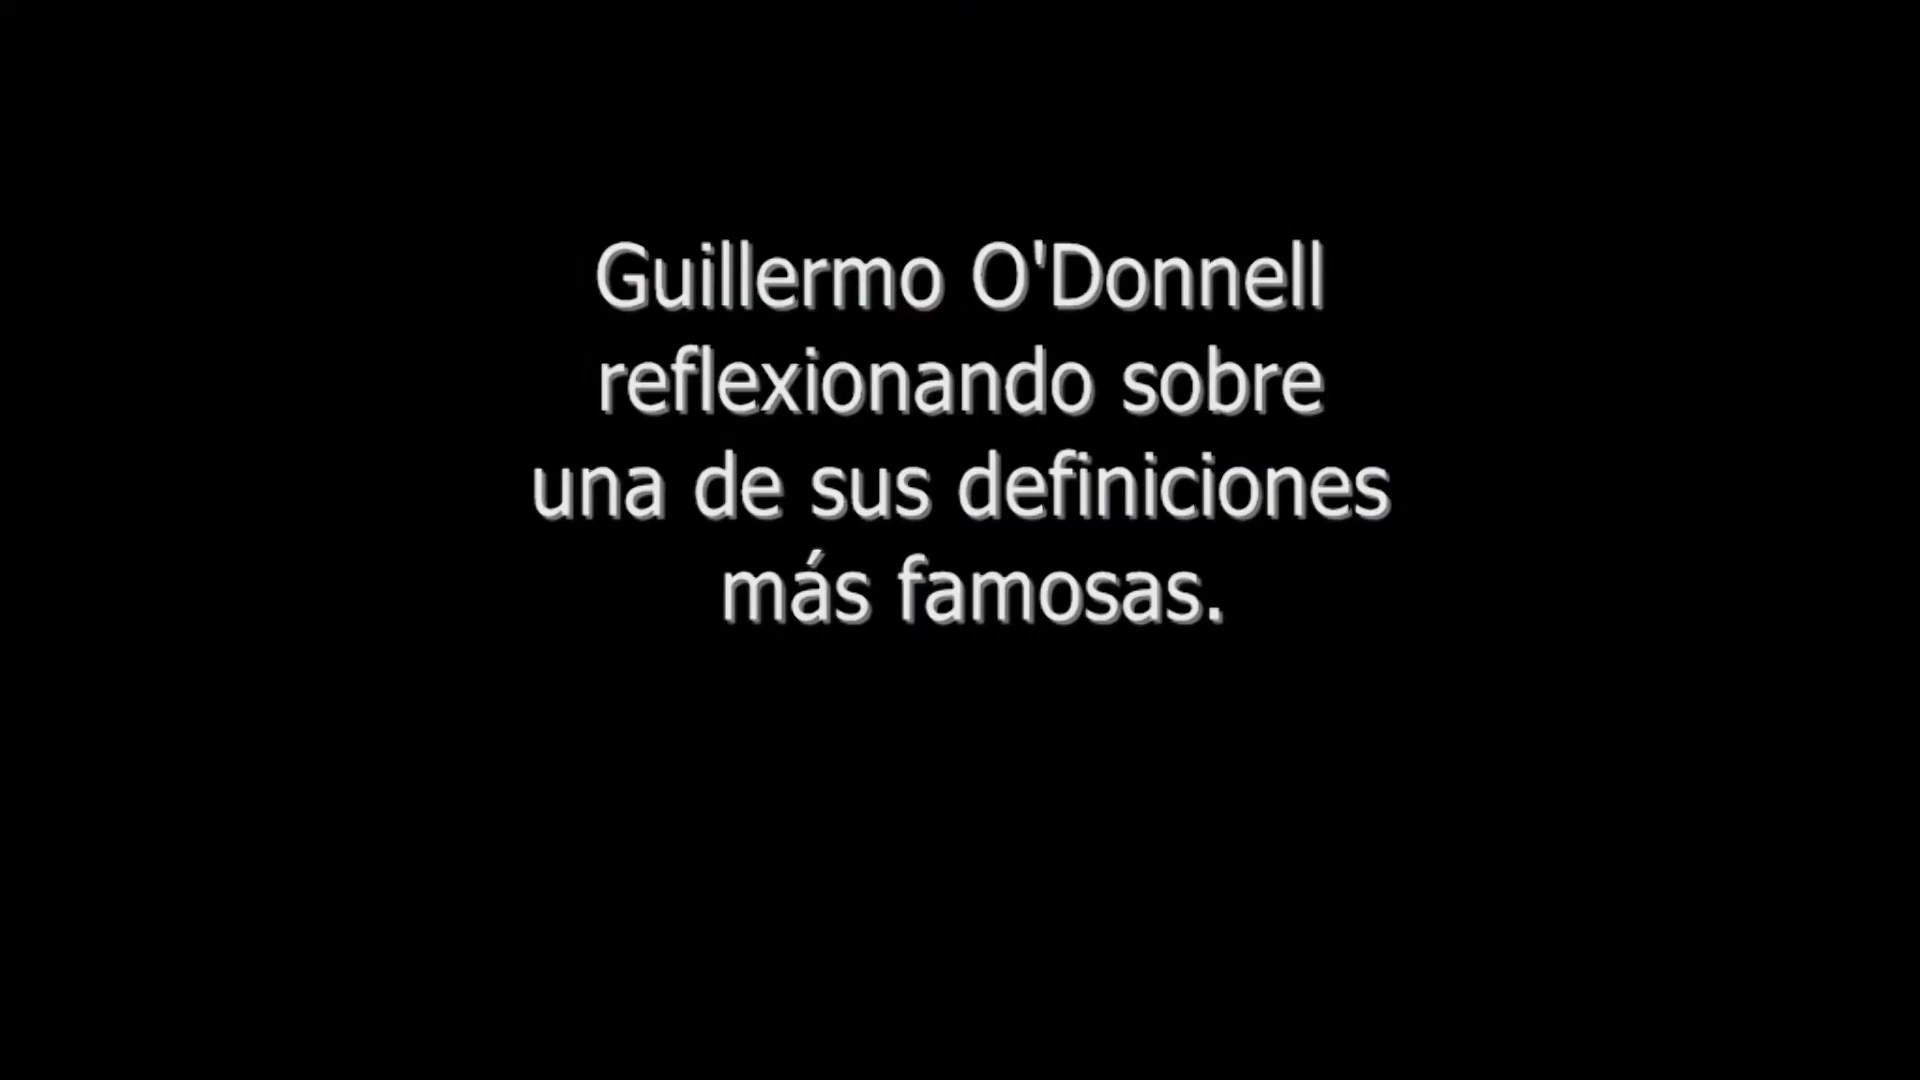 Guillermo O'Donnell
reflexionando sobre
una de sus definiciones
más famosas.